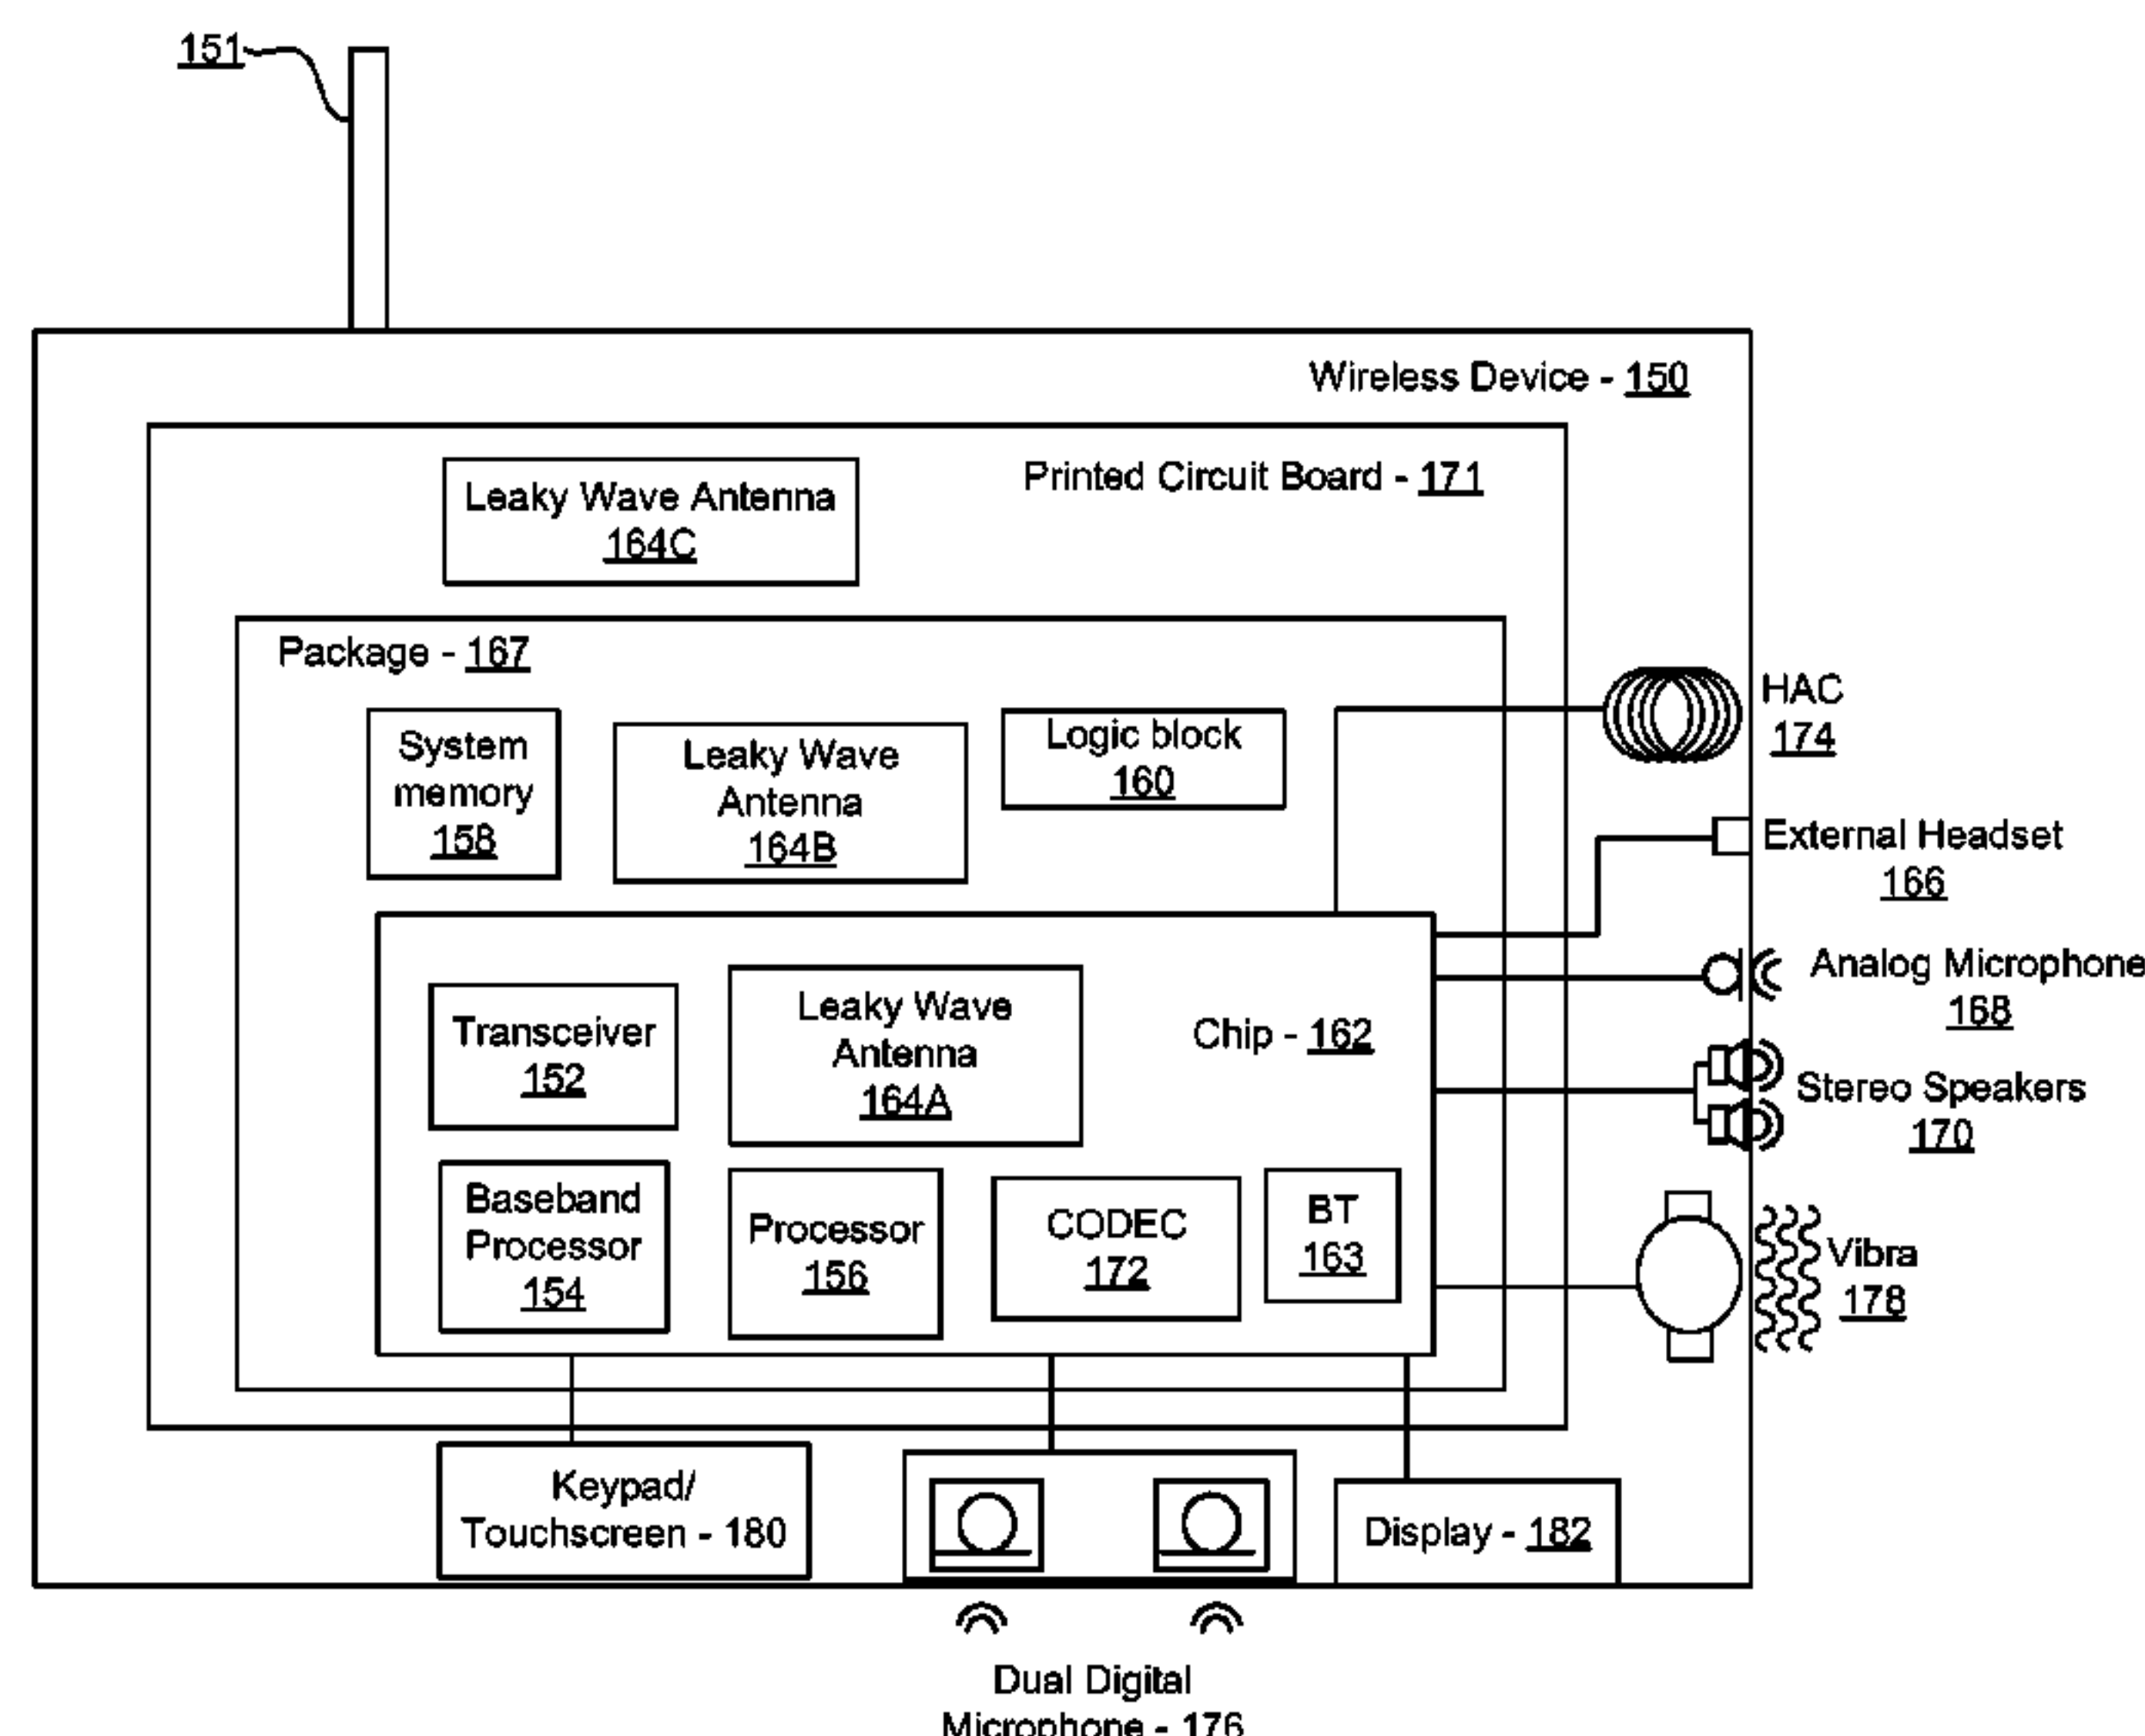 151
Wireless Device - 150
Printed Circuit Board - 171
Leaky Wave Antenna
164C
Package - 167
System
memory
158
Leaky Wave
Antenna
164B
Logic block
160
HAC
174
External Headset
166
Analog Microphone
168
Stereo Speakers
170
Vibra
178
Chip - 162
Transceiver
152
Leaky Wave
Antenna
164A
Baseband
Processor
154
Processor
156
CODEC
172
BT
163
Keypad/
Touchscreen - 180
Display - 182
Dual Digital
Microphone - 176